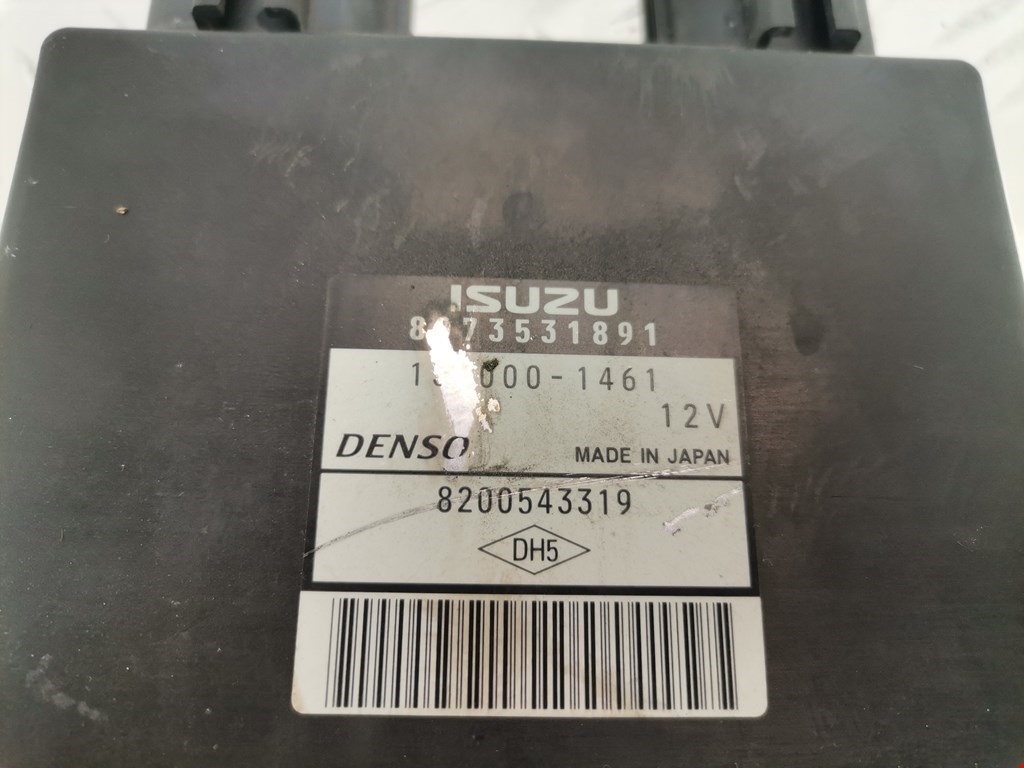 ISUZU
DENSO
12V
MADE IN JAPAN
8200543319
DH5